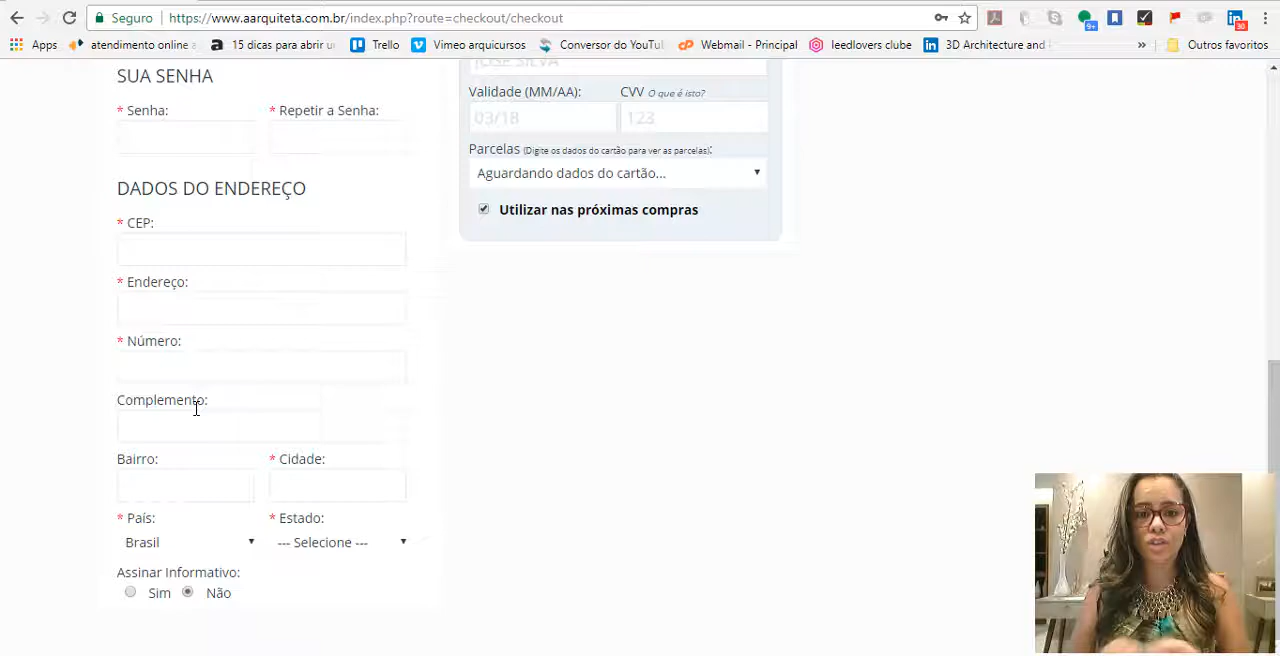 Seguro https://www.aarquiteta.com.br/index.php?route=checkout/checkout
9+
30
Apps atendimento online 15 dicas para abrir u Trello Vimeo arquicursos Conversor do YouTu Webmail - Principal leedlovers clube 3D Architecture and » Outros favoritos
SUA SENHA
* Senha: * Repetir a Senha:
DADOS DO ENDEREÇO
* CEP:
* Endereço:
* Número:
Complemento:
Bairro: * Cidade:
* País: * Estado:
Brasil --- Selecione ---
Assinar Informativo:
Sim Não
JOSE SILVA
Validade (MM/AA): CVV O que é isto?
03/18 123
Parcelas (Digite os dados do cartão para ver as parcelas):
Aguardando dados do cartão...
Utilizar nas próximas compras